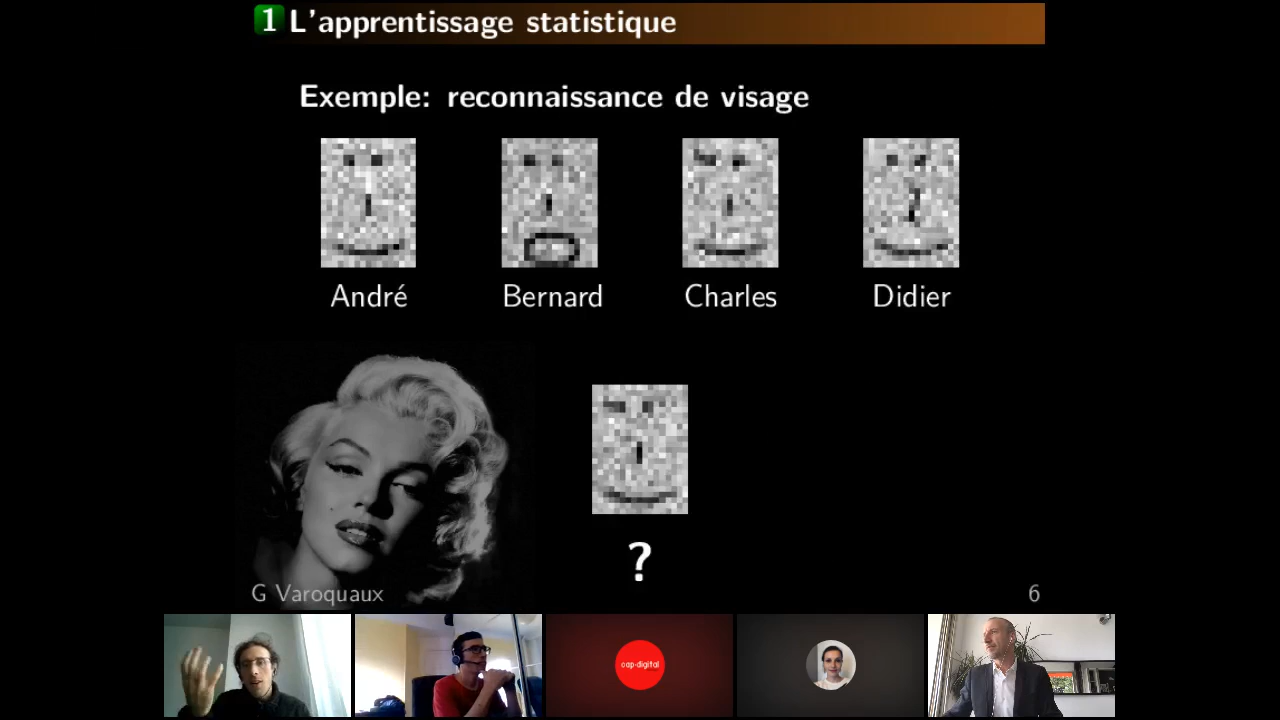 1 L'apprentissage statistique
Exemple: reconnaissance de visage
André Bernard Charles Didier
?
G Varoquaux 6
cap·digital